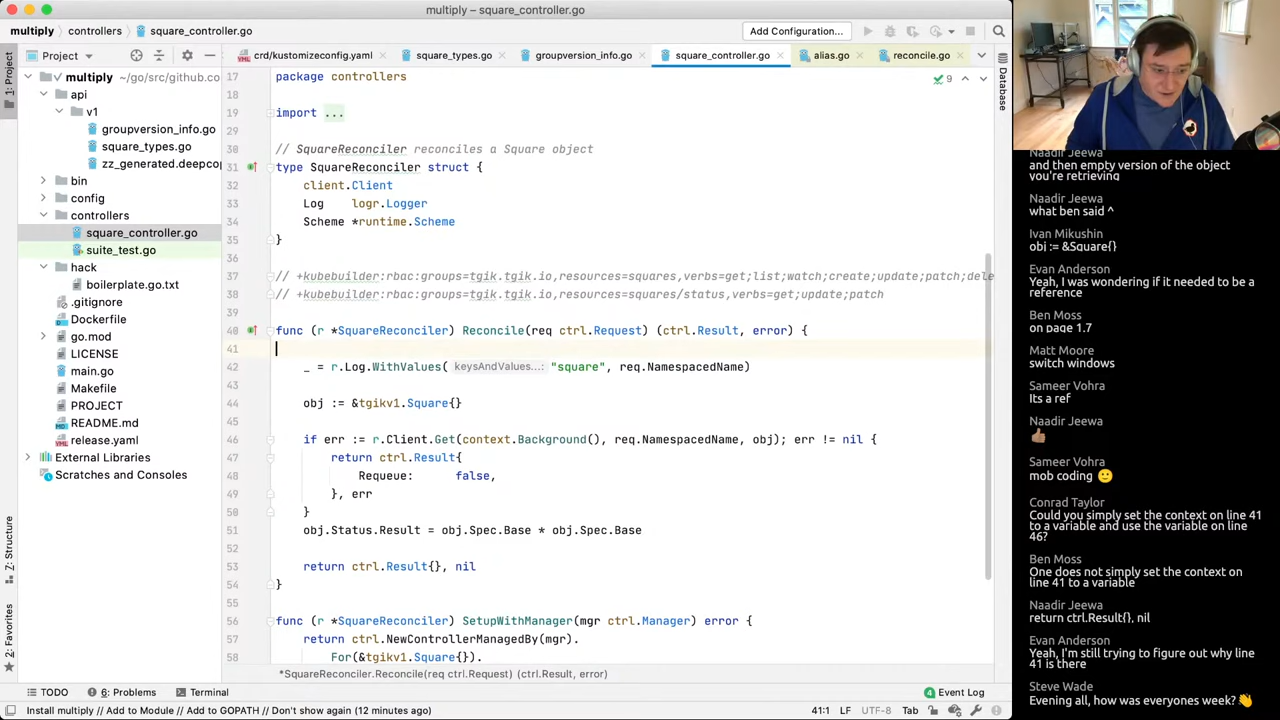 multiply – square_controller.go
multiply
controllers
square_controller.go
Add Configuration...
Project
crd/kustomizeconfig.yaml
square_types.go
groupversion_info.go
square_controller.go
alias.go
reconcile.go
1: Project
Z: Structure
2: Favorites
Database
multiply ~/go/src/github.co
api
v1
groupversion_info.go
square_types.go
zz_generated.deepcop
bin
config
controllers
square_controller.go
suite_test.go
hack
boilerplate.go.txt
.gitignore
Dockerfile
go.mod
LICENSE
main.go
Makefile
PROJECT
README.md
release.yaml
External Libraries
Scratches and Consoles
9
17 package controllers
18
19 import ...
29
30 // SquareReconciler reconciles a Square object
31 type SquareReconciler struct {
32 client.Client
33 Log logr.Logger
34 Scheme *runtime.Scheme
35 }
36
37 // +kubebuilder:rbac:groups=tgik.tgik.io,resources=squares,verbs=get;list;watch;create;update;patch;dele
38 // +kubebuilder:rbac:groups=tgik.tgik.io,resources=squares/status,verbs=get;update;patch
39
40 func (r *SquareReconciler) Reconcile(req ctrl.Request) (ctrl.Result, error) {
41
42 _ = r.Log.WithValues( keysAndValues...: "square", req.NamespacedName)
43
44 obj := &tgikv1.Square{}
45
46 if err := r.Client.Get(context.Background(), req.NamespacedName, obj); err != nil {
47 return ctrl.Result{
48 Requeue: false,
49 }, err
50 }
51 obj.Status.Result = obj.Spec.Base * obj.Spec.Base
52
53 return ctrl.Result{}, nil
54 }
55
56 func (r *SquareReconciler) SetupWithManager(mgr ctrl.Manager) error {
57 return ctrl.NewControllerManagedBy(mgr).
58 For(&tgikv1.Square{}).
*SquareReconciler.Reconcile(req ctrl.Request) (ctrl.Result, error)
TODO
6: Problems
Terminal
4 Event Log
Install multiply // Add to Module // Add to GOPATH // Don't show again (12 minutes ago)
41:1
LF
UTF-8
Tab
Naadir Jeewa
and then empty version of the object
you're retrieving
Naadir Jeewa
what ben said ^
Ivan Mikushin
obj := &Square{}
Evan Anderson
Yeah, I was wondering if it needed to be a
reference
Ben Moss
on page 1.7
Matt Moore
switch windows
Sameer Vohra
Its a ref
Naadir Jeewa
👍🏽
Sameer Vohra
mob coding 🙂
Conrad Taylor
Could you simply set the context on line 41
to a variable and use the variable on line
46?
Ben Moss
One does not simply set the context on
line 41 to a variable
Naadir Jeewa
return ctrl.Result{}, nil
Evan Anderson
Yeah, I'm still trying to figure out why line
41 is there
Steve Wade
Evening all, how was everyones week? 👋